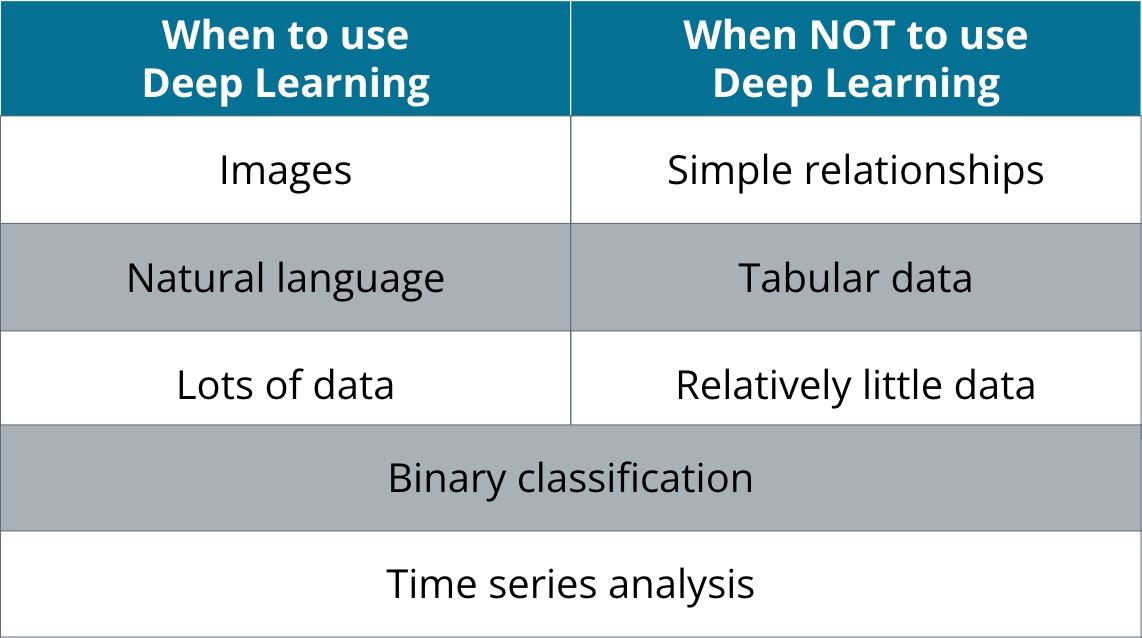 When to use
Deep Learning
When NOT to use
Deep Learning
Images
Simple relationships
Natural language
Tabular data
Lots of data
Relatively little data
Binary classification
Time series analysis